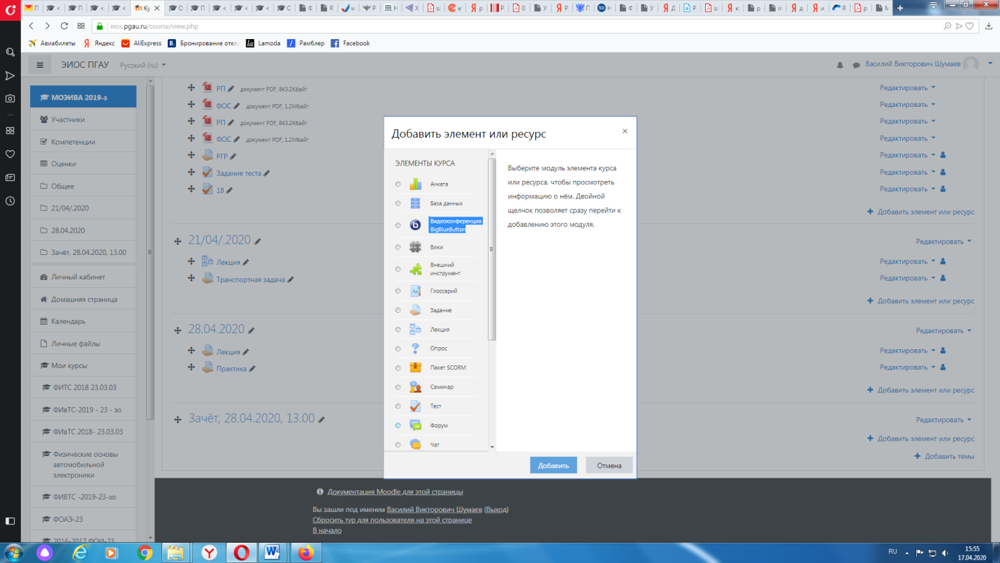 eios.pgau.ru/course/view.php
Авиабилеты Яндекс AliExpress Бронирование отел Lamoda Рамблер Facebook
ЭИОС ПГАУ Русский (ru)
Василий Викторович Шумаев
МОЭИВА 2019-з
Участники
Компетенции
Оценки
Общее
21/04/.2020
28.04.2020
Зачёт, 28.04.2020, 13.00
Личный кабинет
Домашняя страница
Календарь
Личные файлы
Мои курсы
ФИТС 2018 23.03.03
ФИвТС-2019 - 23 - зо
ФИвТС 2018- 23.03.03
Физические основы
автомобильной
электроники
ФИВТС -2019-23-зо
ФОАЭ-23
2016-2017 ФОИ-23
РП документ PDF, 843.2Кбайт Редактировать
ФОС документ PDF, 1.2Мбайт Редактировать
РП документ PDF, 843.2Кбайт Редактировать
ФОС документ PDF, 1.2Мбайт Редактировать
РГР Редактировать
Задание теста Редактировать
18 Редактировать
Добавить элемент или ресурс
21/04/.2020 Редактировать
Лекция Редактировать
Транспортная задача Редактировать
Добавить элемент или ресурс
28.04.2020 Редактировать
Лекция Редактировать
Практика Редактировать
Добавить элемент или ресурс
Зачёт, 28.04.2020, 13.00 Редактировать
Добавить элемент или ресурс
Добавить темы
Добавить элемент или ресурс
ЭЛЕМЕНТЫ КУРСА
Анкета
База данных
Видеоконференция
BigBlueButton
Вики
Внешний
инструмент
Глоссарий
Задание
Лекция
Опрос
Пакет SCORM
Семинар
Тест
Форум
Чат
Выберите модуль элемента курса
или ресурса, чтобы просмотреть
информацию о нём. Двойной
щелчок позволяет сразу перейти к
добавлению этого модуля.
Добавить Отмена
Документация Moodle для этой страницы
Вы зашли под именем Василий Викторович Шумаев (Выход)
Сбросить тур для пользователя на этой странице
В начало
RU
15:55
17.04.2020